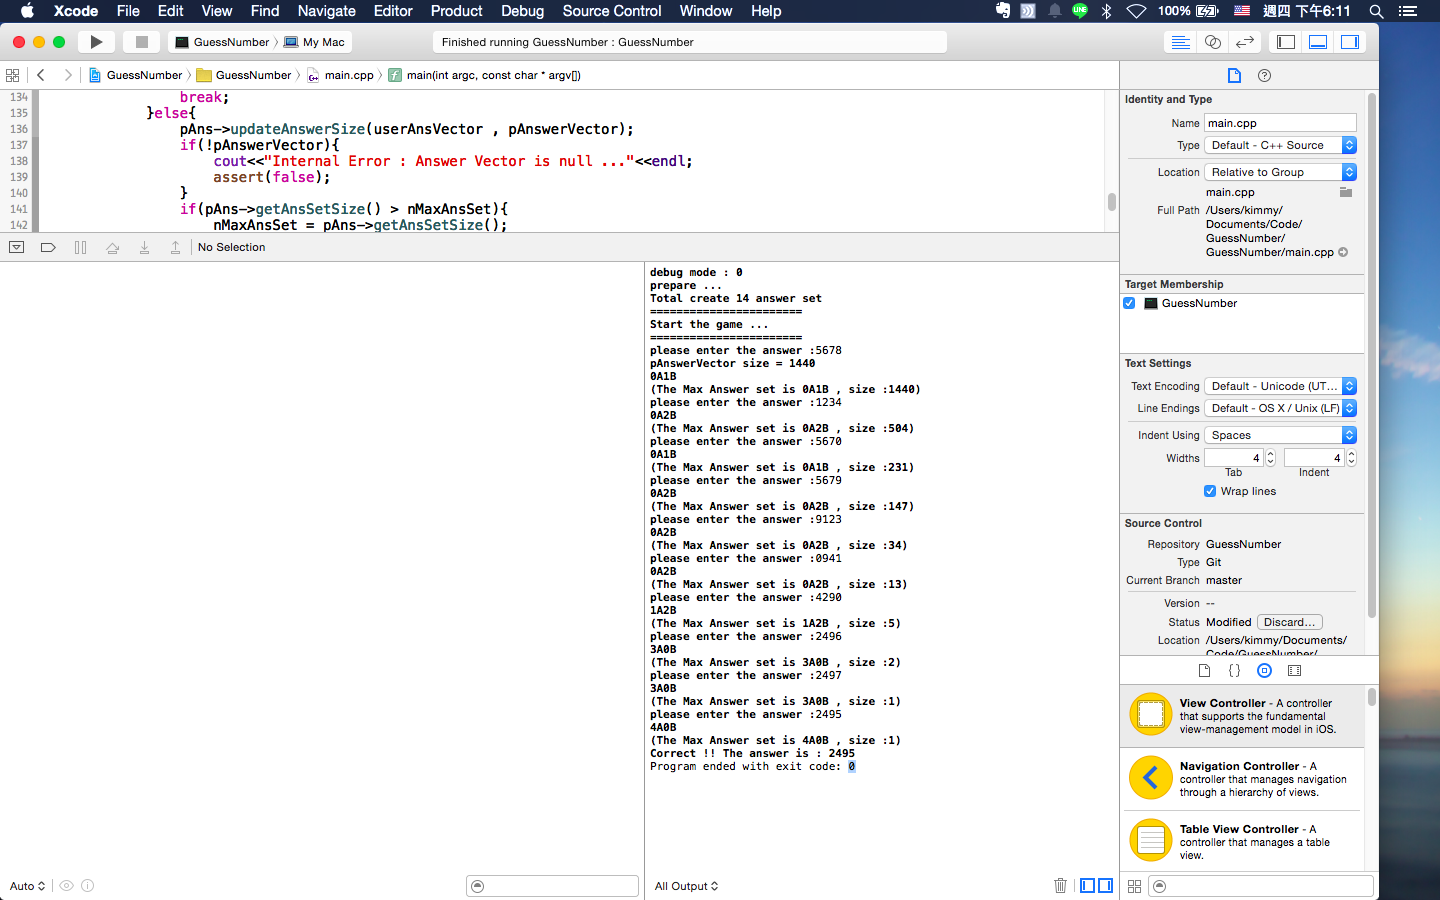 Xcode File Edit View Find Navigate Editor Product Debug Source Control Window Help
LINE 100% 週四 下午6:11
GuessNumber My Mac
Finished running GuessNumber : GuessNumber
GuessNumber GuessNumber main.cpp f main(int argc, const char * argv[])
134 break;
135 }else{
136 pAns->updateAnswerSize(userAnsVector , pAnswerVector);
137 if(!pAnswerVector){
138 cout<<"Internal Error : Answer Vector is null ..."<<endl;
139 assert(false);
140 }
141 if(pAns->getAnsSetSize() > nMaxAnsSet){
142 nMaxAnsSet = pAns->getAnsSetSize();
No Selection
debug mode : 0
prepare ...
Total create 14 answer set
=======================
Start the game ...
=======================
please enter the answer :5678
pAnswerVector size = 1440
0A1B
(The Max Answer set is 0A1B , size :1440)
please enter the answer :1234
0A2B
(The Max Answer set is 0A2B , size :504)
please enter the answer :5670
0A1B
(The Max Answer set is 0A1B , size :231)
please enter the answer :5679
0A2B
(The Max Answer set is 0A2B , size :147)
please enter the answer :9123
0A2B
(The Max Answer set is 0A2B , size :34)
please enter the answer :0941
0A2B
(The Max Answer set is 0A2B , size :13)
please enter the answer :4290
1A2B
(The Max Answer set is 1A2B , size :5)
please enter the answer :2496
3A0B
(The Max Answer set is 3A0B , size :2)
please enter the answer :2497
3A0B
(The Max Answer set is 3A0B , size :1)
please enter the answer :2495
4A0B
(The Max Answer set is 4A0B , size :1)
Correct !! The answer is : 2495
Program ended with exit code: 0
Auto
All Output
Identity and Type
Name main.cpp
Type Default - C++ Source
Location Relative to Group
main.cpp
Full Path /Users/kimmy/
Documents/Code/
GuessNumber/
GuessNumber/main.cpp
Target Membership
GuessNumber
Text Settings
Text Encoding Default - Unicode (UT...
Line Endings Default - OS X / Unix (LF)
Indent Using Spaces
Widths 4 4
Tab Indent
Wrap lines
Source Control
Repository GuessNumber
Type Git
Current Branch master
Version --
Status Modified Discard...
Location /Users/kimmy/Documents/
Code/GuessNumber/
{}
View Controller - A controller
that supports the fundamental
view-management model in iOS.
Navigation Controller - A
controller that manages navigation
through a hierarchy of views.
Table View Controller - A
controller that manages a table
view.